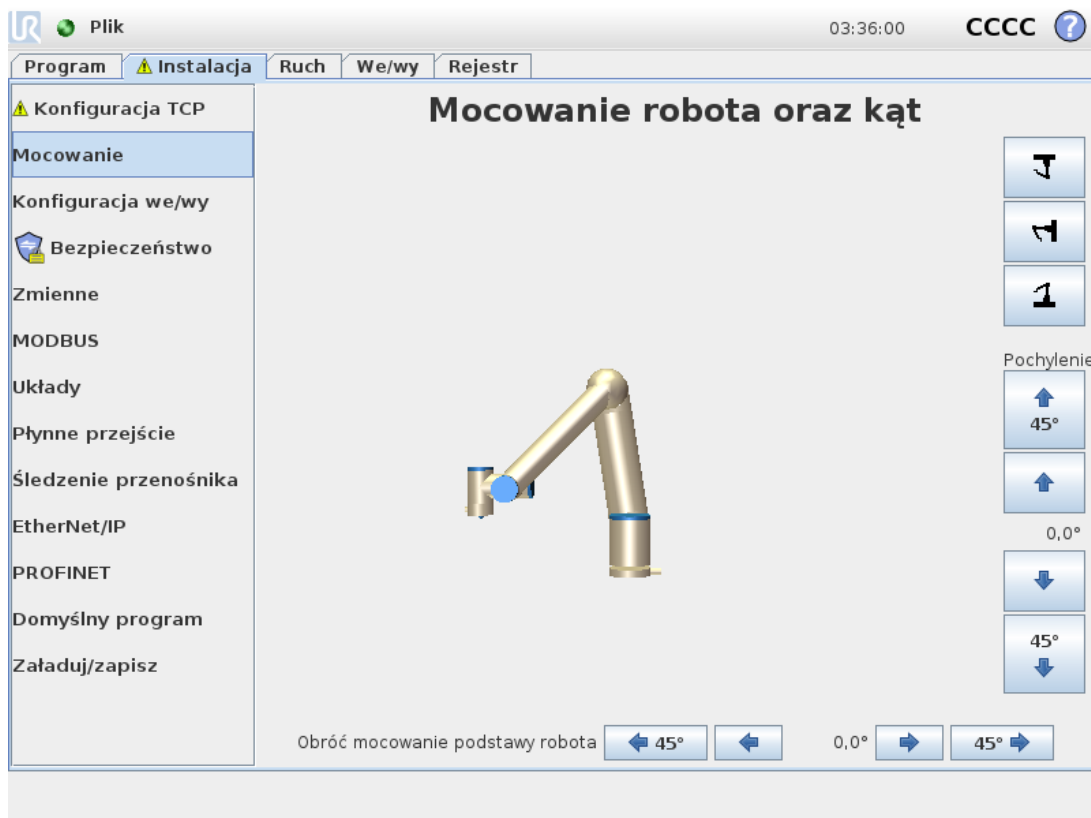 UR Plik 03:36:00 CCCC ?
Program Instalacja Ruch We/wy Rejestr
Konfiguracja TCP
Mocowanie
Konfiguracja we/wy
Bezpieczeństwo
Zmienne
MODBUS
Układy
Płynne przejście
Śledzenie przenośnika
EtherNet/IP
PROFINET
Domyślny program
Załaduj/zapisz
Mocowanie robota oraz kąt
Pochylenie
45°
0,0°
45°
Obróć mocowanie podstawy robota 45° 0,0° 45°